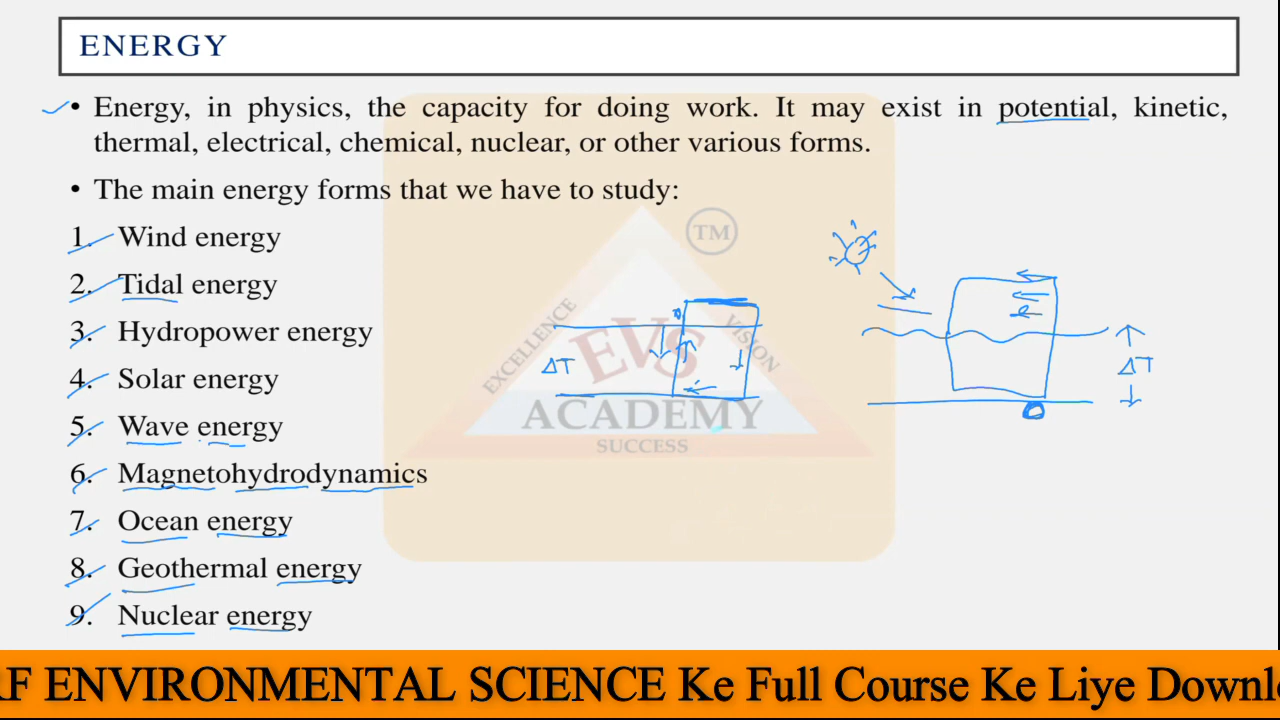 ENERGY
• Energy, in physics, the capacity for doing work. It may exist in potential, kinetic,
thermal, electrical, chemical, nuclear, or other various forms.
• The main energy forms that we have to study:
1. Wind energy
2. Tidal energy
3. Hydropower energy
4. Solar energy
5. Wave energy
6. Magnetohydrodynamics
7. Ocean energy
8. Geothermal energy
9. Nuclear energy
TM
EXCELLENCE
VISION
EVS
ACADEMY
SUCCESS
ΔT
ΔT
RF ENVIRONMENTAL SCIENCE Ke Full Course Ke Liye Downl